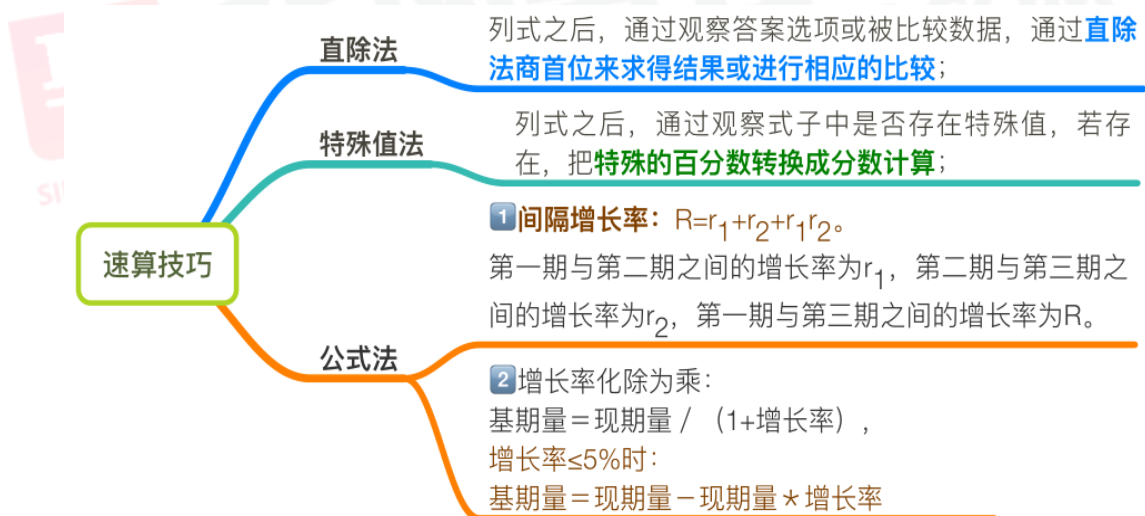 速算技巧
直除法
列式之后，通过观察答案选项或被比较数据，通过直除
法商首位来求得结果或进行相应的比较；
特殊值法
列式之后，通过观察式子中是否存在特殊值，若存
在，把特殊的百分数转换成分数计算；
公式法
1间隔增长率：R=r₁+r₂+r₁r₂。
第一期与第二期之间的增长率为r₁，第二期与第三期之
间的增长率为r₂，第一期与第三期之间的增长率为R。
2增长率化除为乘：
基期量＝现期量 / （1+增长率），
增长率≤5%时：
基期量＝现期量－现期量＊增长率